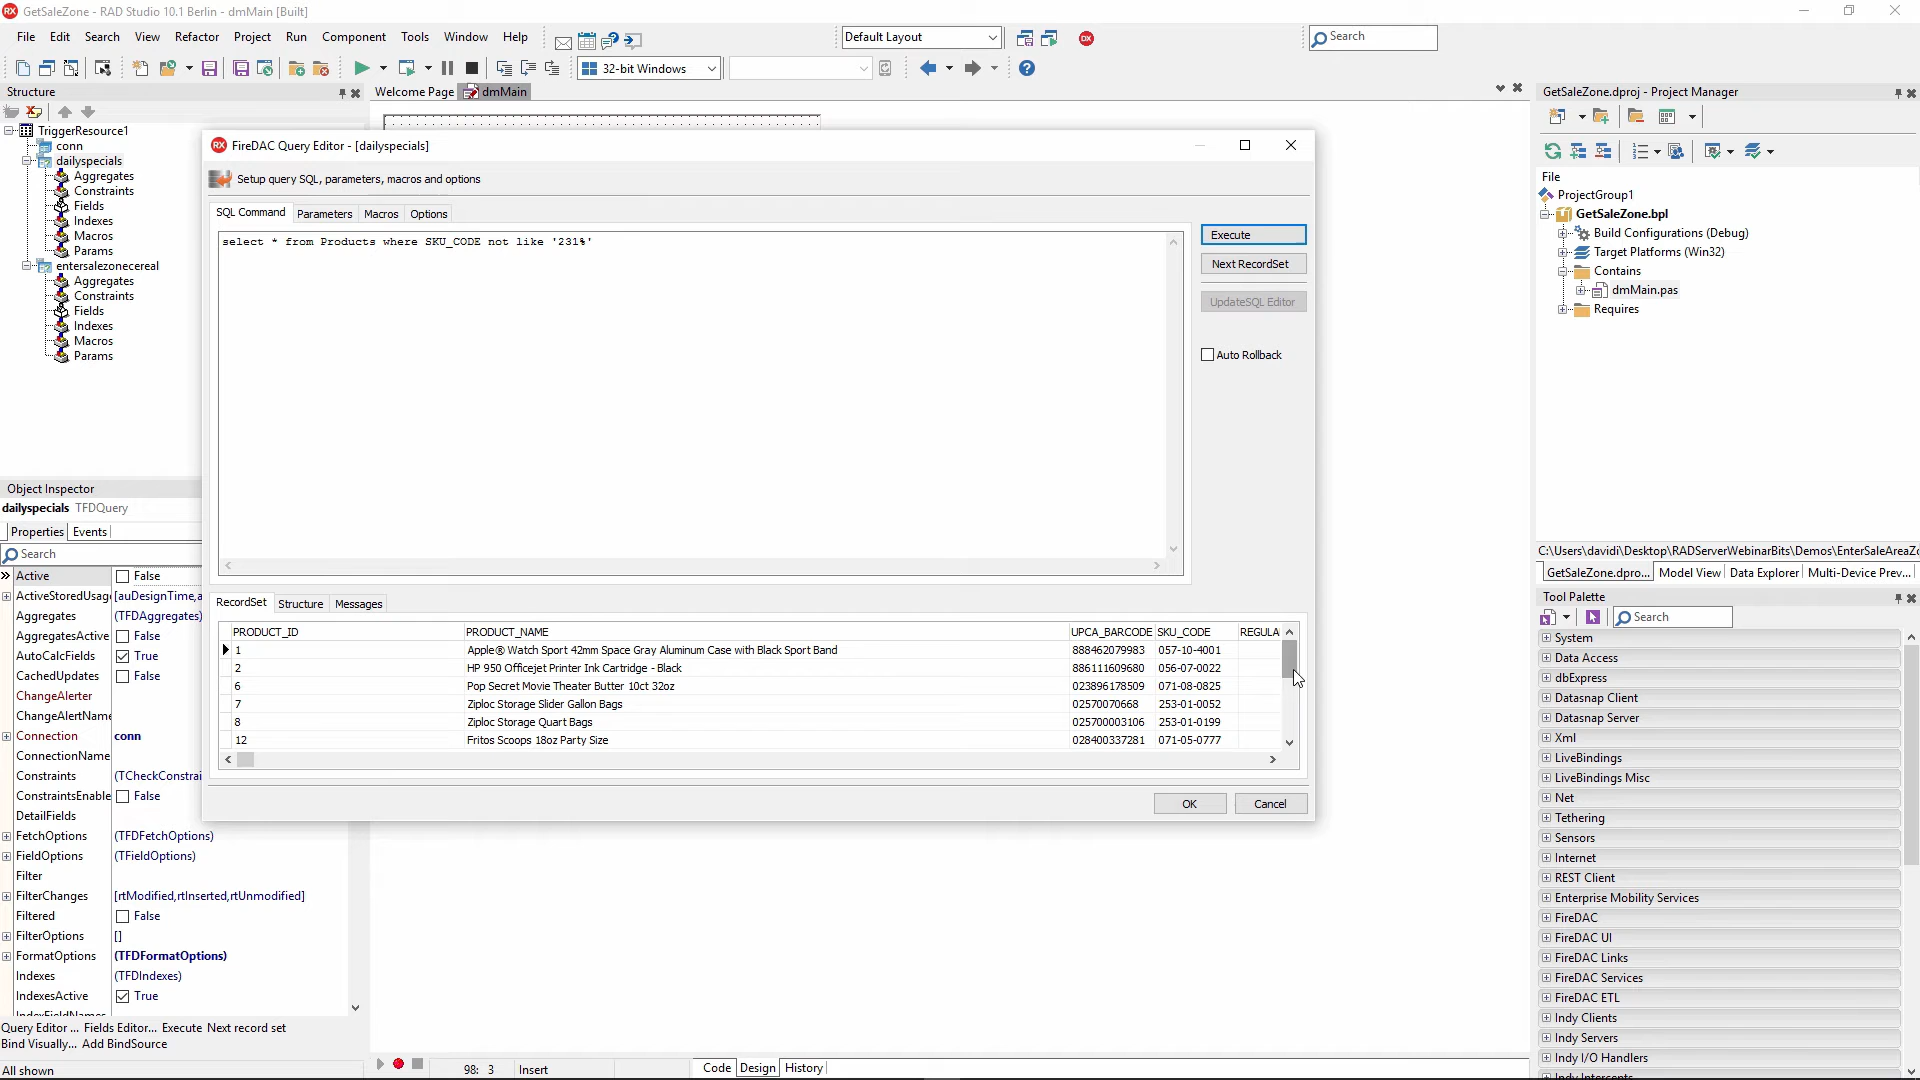 GetSaleZone - RAD Studio 10.1 Berlin - dmMain [Built]
File Edit Search View Refactor Project Run Component Tools Window Help
Default Layout
Search
32-bit Windows
Structure
Welcome Page dmMain
GetSaleZone.dproj - Project Manager
TriggerResource1
conn
dailyspecials
Aggregates
Constraints
Fields
Indexes
Macros
Params
entersalezonecereal
Aggregates
Constraints
Fields
Indexes
Macros
Params
FireDAC Query Editor - [dailyspecials]
Setup query SQL, parameters, macros and options
SQL Command Parameters Macros Options
select * from Products where SKU_CODE not like '231%'
Execute
Next RecordSet
UpdateSQL Editor
Auto Rollback
RecordSet Structure Messages
PRODUCT_ID PRODUCT_NAME UPCA_BARCODE SKU_CODE REGULA
1 Apple® Watch Sport 42mm Space Gray Aluminum Case with Black Sport Band 888462079983 057-10-4001
2 HP 950 Officejet Printer Ink Cartridge - Black 886111609680 056-07-0022
6 Pop Secret Movie Theater Butter 10ct 32oz 023896178509 071-08-0825
7 Ziploc Storage Slider Gallon Bags 02570070668 253-01-0052
8 Ziploc Storage Quart Bags 025700003106 253-01-0199
12 Fritos Scoops 18oz Party Size 028400337281 071-05-0777
OK Cancel
Object Inspector
dailyspecials TFDQuery
Properties Events
Search
Active False
ActiveStoredUsag [auDesignTime,a
Aggregates (TFDAggregates)
AggregatesActive False
AutoCalcFields True
CachedUpdates False
ChangeAlerter
ChangeAlertName
Connection conn
ConnectionName
Constraints (TCheckConstrai
ConstraintsEnable False
DetailFields
FetchOptions (TFDFetchOptions)
FieldOptions (TFieldOptions)
Filter
FilterChanges [rtModified,rtInserted,rtUnmodified]
Filtered False
FilterOptions []
FormatOptions (TFDFormatOptions)
Indexes (TFDIndexes)
IndexesActive True
Query Editor ... Fields Editor... Execute Next record set
Bind Visually... Add BindSource
All shown
98: 3 Insert
Code Design History
File
ProjectGroup1
GetSaleZone.bpl
Build Configurations (Debug)
Target Platforms (Win32)
Contains
dmMain.pas
Requires
C:\Users\davidi\Desktop\RADServerWebinarBits\Demos\EnterSaleAreaZo
GetSaleZone.dpro... Model View Data Explorer Multi-Device Prev...
Tool Palette
Search
System
Data Access
dbExpress
Datasnap Client
Datasnap Server
Xml
LiveBindings
LiveBindings Misc
Net
Tethering
Sensors
Internet
REST Client
Enterprise Mobility Services
FireDAC
FireDAC UI
FireDAC Links
FireDAC Services
FireDAC ETL
Indy Clients
Indy Servers
Indy I/O Handlers